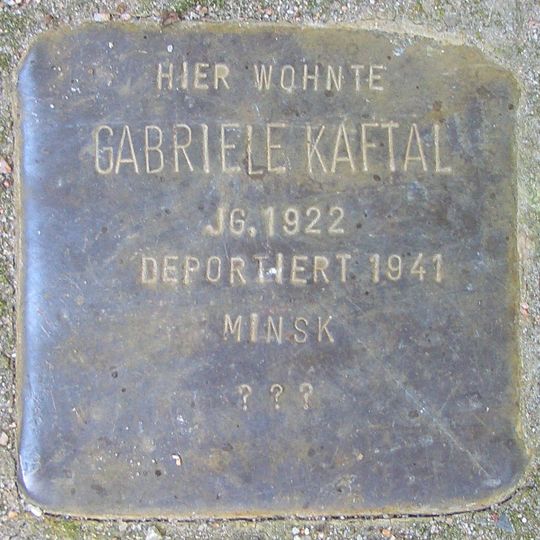 HIER WOHNTE
GABRIELE KAFTAL
JG. 1922
DEPORTIERT 1941
MINSK
? ? ?